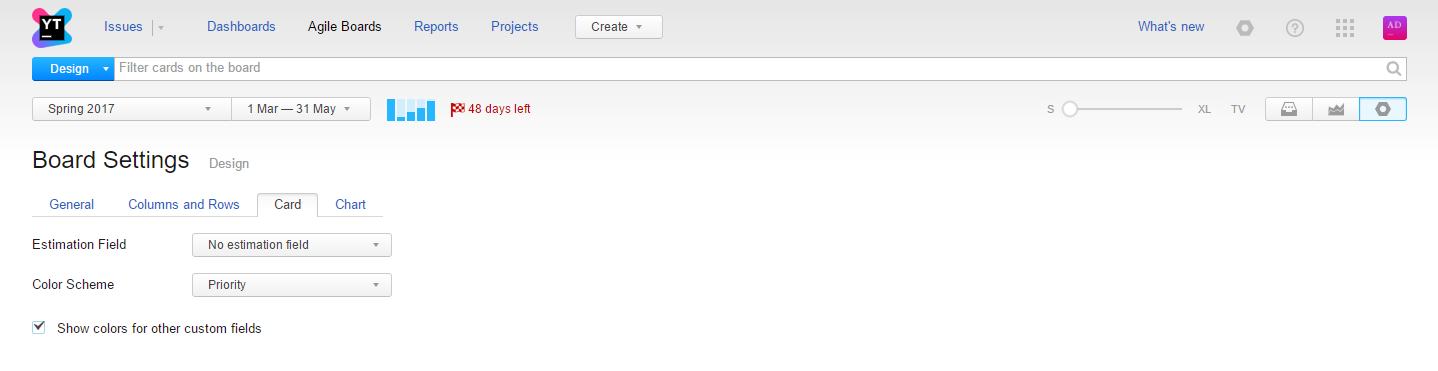 YT Issues Dashboards Agile Boards Reports Projects Create What's new AD
Design Filter cards on the board
Spring 2017 1 Mar — 31 May 48 days left S XL TV
Board Settings Design
General Columns and Rows Card Chart
Estimation Field No estimation field
Color Scheme Priority
Show colors for other custom fields